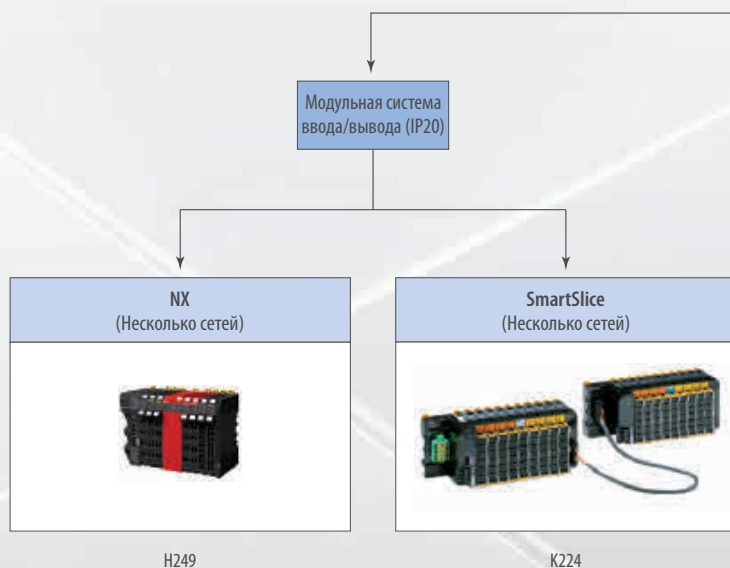 Модульная система
ввода/вывода (IP20)
NX
(Несколько сетей)
SmartSlice
(Несколько сетей)
H249
K224